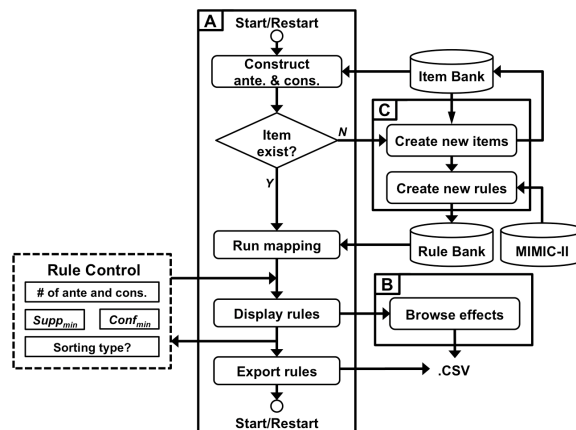 A
Start/Restart
Construct
ante. & cons.
Item Bank
C
Item
exist?
N
Create new items
Y
Create new rules
Run mapping
Rule Bank
MIMIC-II
Rule Control
# of ante and cons.
Supp_min
Conf_min
Sorting type?
B
Display rules
Browse effects
Export rules
.CSV
Start/Restart